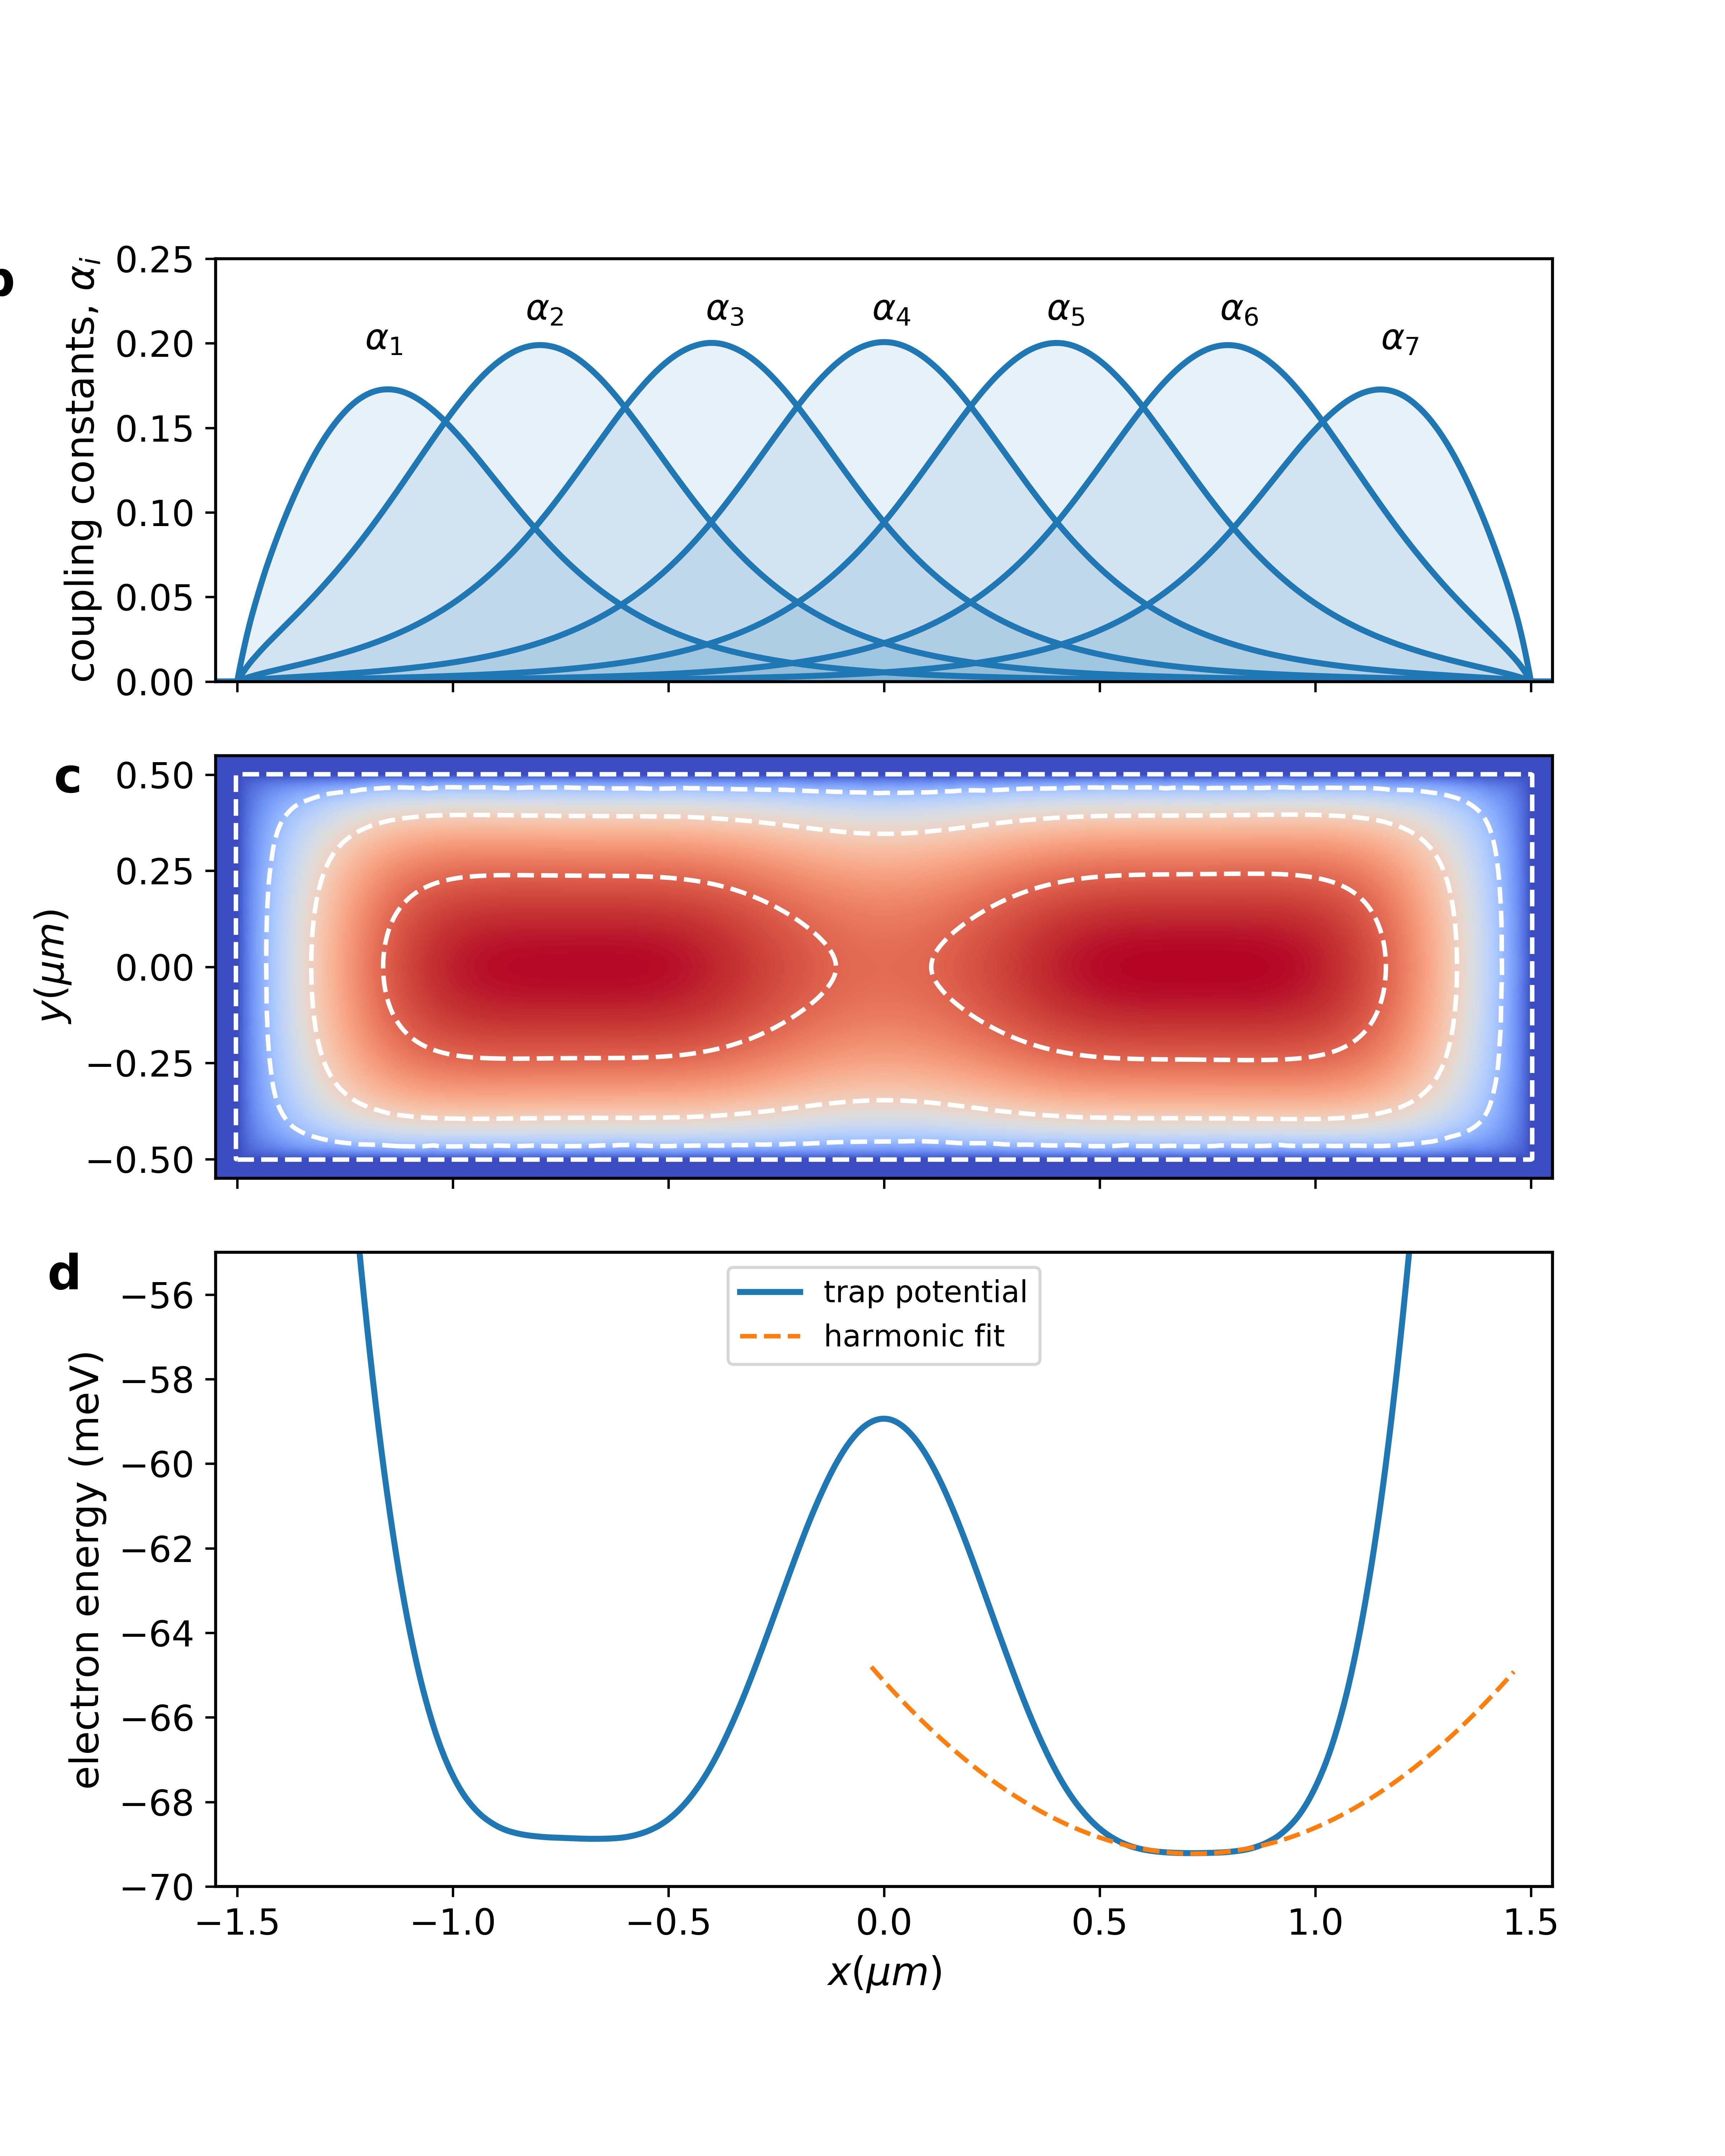 b
coupling constants, αi
0.25
0.20
0.15
0.10
0.05
0.00
α1
α2
α3
α4
α5
α6
α7
c
y(μm)
0.50
0.25
0.00
−0.25
−0.50
d
electron energy (meV)
−56
−58
−60
−62
−64
−66
−68
−70
trap potential
harmonic fit
−1.5 −1.0 −0.5 0.0 0.5 1.0 1.5
x(μm)